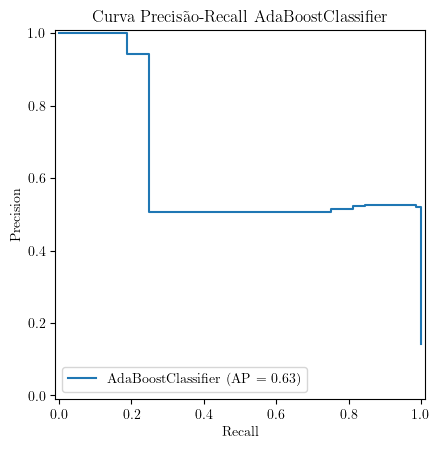 Curva Precisão-Recall AdaBoostClassifier
1.0
0.8
0.6
0.4
0.2
0.0
Precision
AdaBoostClassifier (AP = 0.63)
0.0 0.2 0.4 0.6 0.8 1.0
Recall